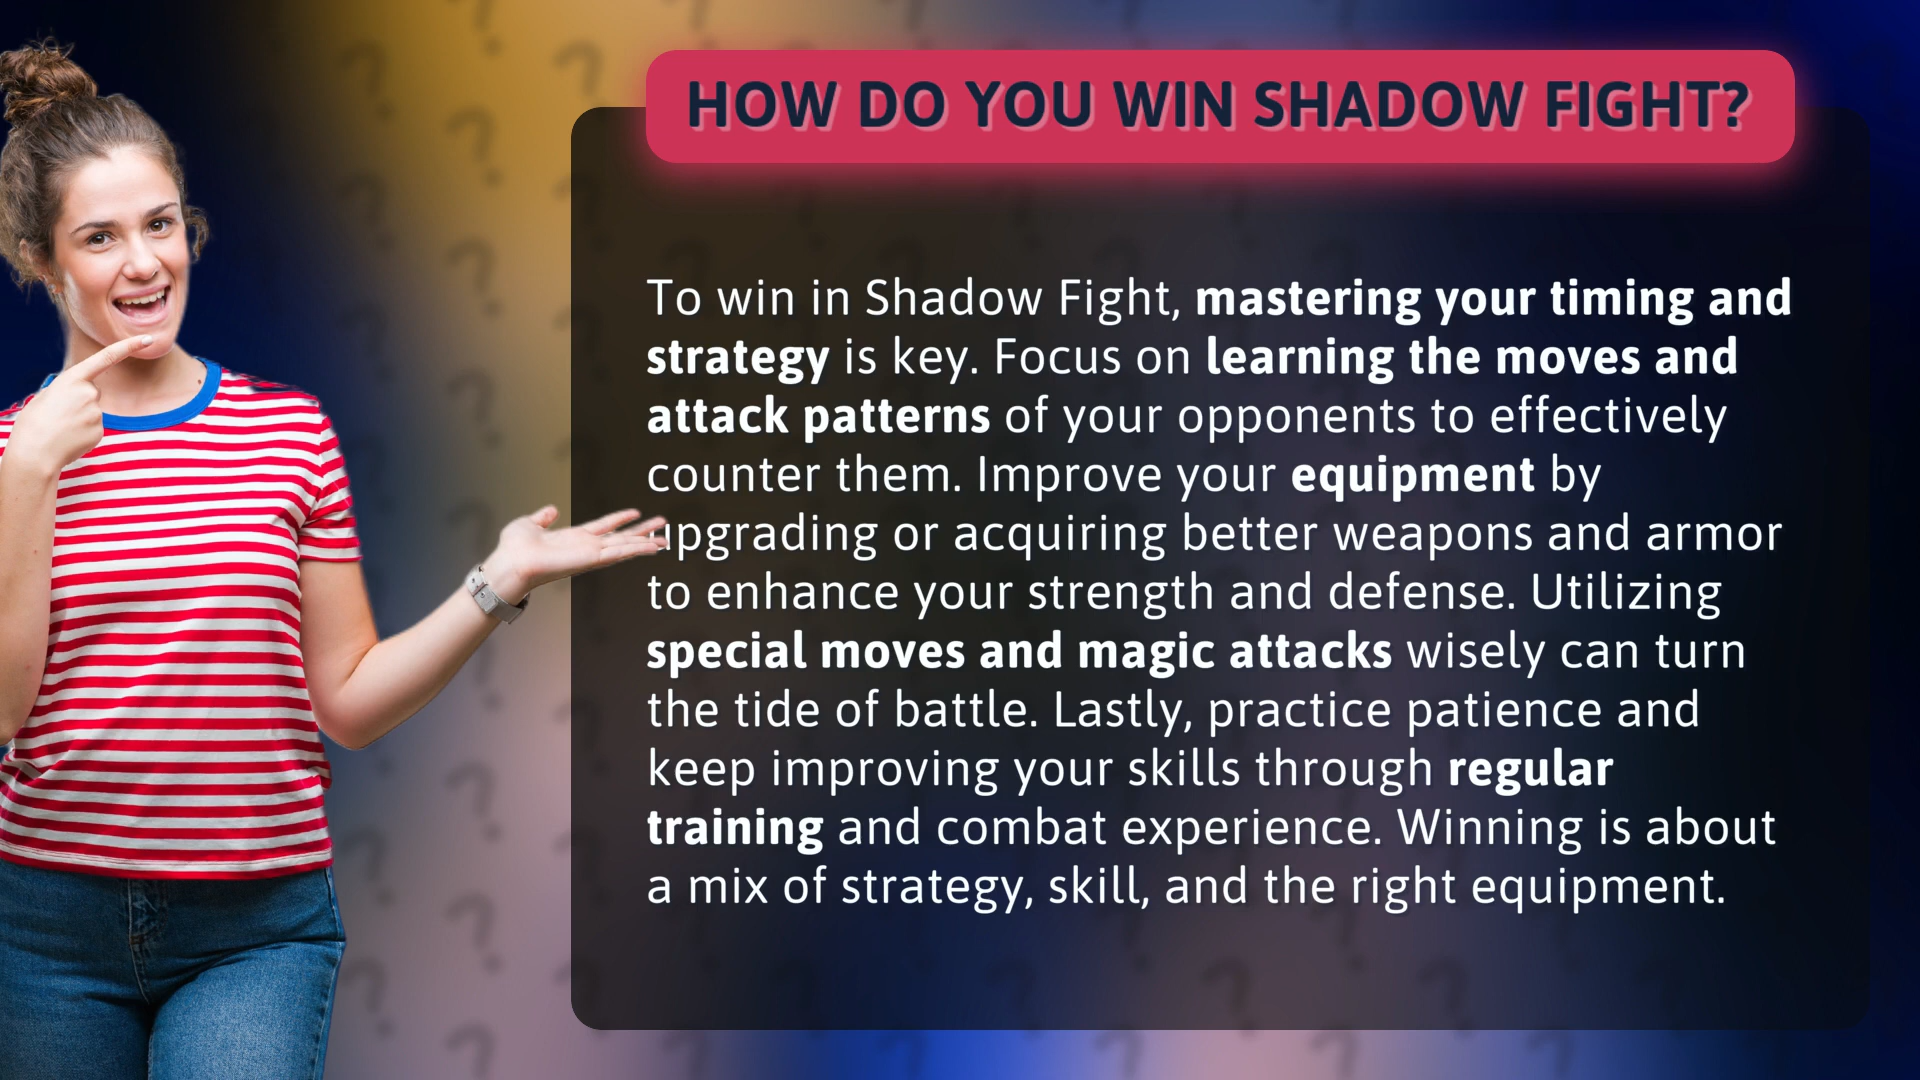 HOW DO YOU WIN SHADOW FIGHT?
To win in Shadow Fight, mastering your timing and
strategy is key. Focus on learning the moves and
attack patterns of your opponents to effectively
counter them. Improve your equipment by
upgrading or acquiring better weapons and armor
to enhance your strength and defense. Utilizing
special moves and magic attacks wisely can turn
the tide of battle. Lastly, practice patience and
keep improving your skills through regular
training and combat experience. Winning is about
a mix of strategy, skill, and the right equipment.